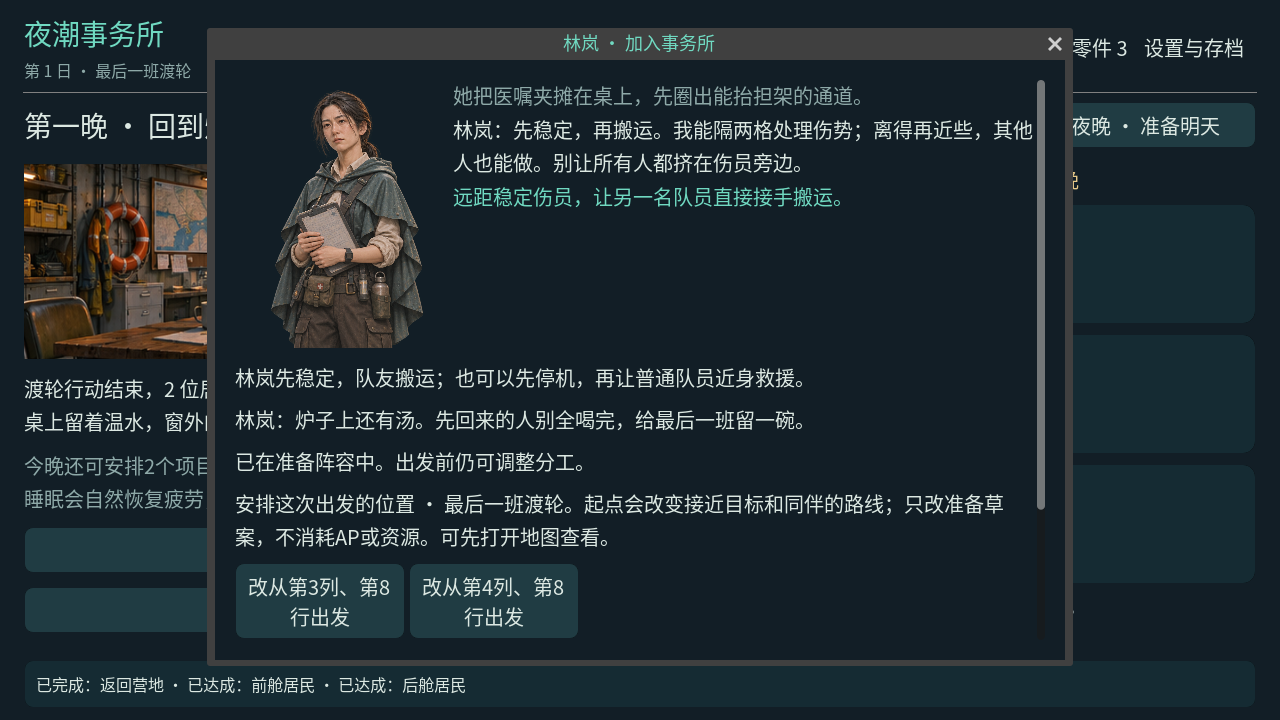 夜潮事务所
第 1 日 · 最后一班渡轮
零件 3 设置与存档
林岚 · 加入事务所
第一晚 · 回到
夜晚 · 准备明天
她把医嘱夹摊在桌上，先圈出能抬担架的通道。
林岚：先稳定，再搬运。我能隔两格处理伤势；离得再近些，其他
人也能做。别让所有人都挤在伤员旁边。
远距稳定伤员，让另一名队员直接接手搬运。
渡轮行动结束，2 位
桌上留着温水，窗外
今晚还可安排2个项目
睡眠会自然恢复疲劳
林岚先稳定，队友搬运；也可以先停机，再让普通队员近身救援。
林岚：炉子上还有汤。先回来的人别全喝完，给最后一班留一碗。
已在准备阵容中。出发前仍可调整分工。
安排这次出发的位置 · 最后一班渡轮。起点会改变接近目标和同伴的路线；只改准备草
案，不消耗AP或资源。可先打开地图查看。
改从第3列、第8
行出发
改从第4列、第8
行出发
已完成：返回营地 · 已达成：前舱居民 · 已达成：后舱居民